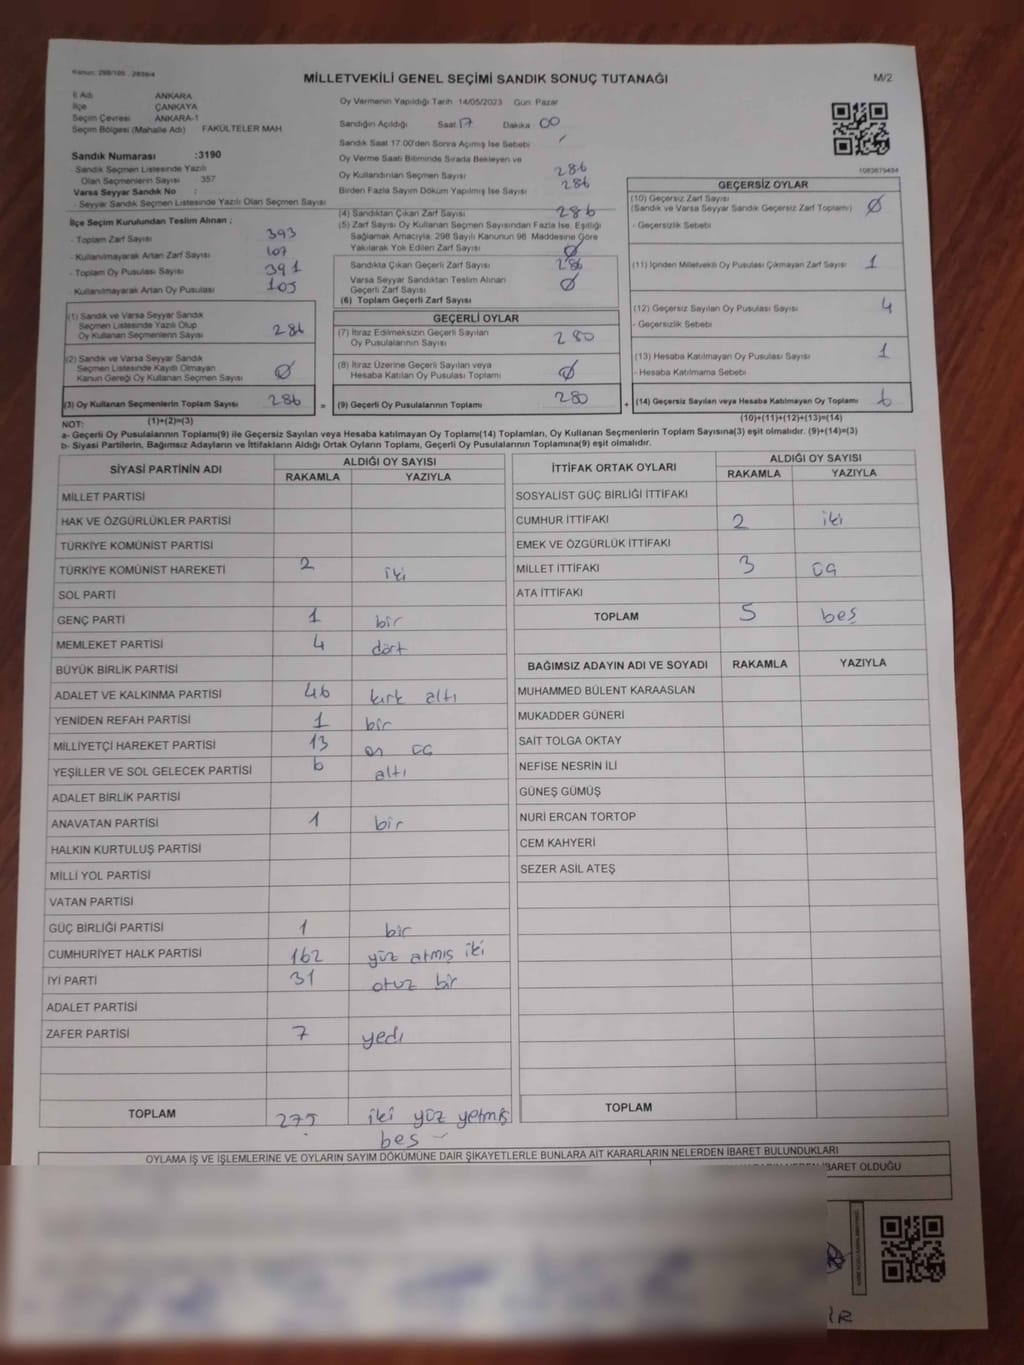 Kanun: 298/105 , 2839/4
MİLLETVEKİLİ GENEL SEÇİMİ SANDIK SONUÇ TUTANAĞI
M/2
İl Adı ANKARA
İlçe ÇANKAYA
Seçim Çevresi ANKARA-1
Seçim Bölgesi (Mahalle Adı) FAKÜLTELER MAH
Sandık Numarası :3190
- Sandık Seçmen Listesinde Yazılı
Olan Seçmenlerin Sayısı 357
Varsa Seyyar Sandık No :
- Seyyar Sandık Seçmen Listesinde Yazılı Olan Seçmen Sayısı
Oy Vermenin Yapıldığı Tarih 14/05/2023 Gün. Pazar
Sandığın Açıldığı Saat 17 Dakika 00
Sandık Saat 17.00'den Sonra Açmış İse Sebebi
Oy Verme Saati Bitiminde Sırada Bekleyen ve
Oy Kullandırılan Seçmen Sayısı 286
Birden Fazla Sayım Döküm Yapılmış İse Sayısı 286
1083679484
İlçe Seçim Kurulundan Teslim Alınan ;
- Toplam Zarf Sayısı 393
- Kullanılmayarak Artan Zarf Sayısı 107
- Toplam Oy Pusulası Sayısı 391
- Kullanılmayarak Artan Oy Pusulası 105
(4) Sandıktan Çıkan Zarf Sayısı 286
(5) Zarf Sayısı Oy Kullanan Seçmen Sayısından Fazla İse, Eşitliği
Sağlamak Amacıyla, 298 Sayılı Kanunun 98. Maddesine Göre
Yakılarak Yok Edilen Zarf Sayısı Ø
Sandıkta Çıkan Geçerli Zarf Sayısı 286
Varsa Seyyar Sandıktan Teslim Alınan
Geçerli Zarf Sayısı Ø
(6) Toplam Geçerli Zarf Sayısı
GEÇERSİZ OYLAR
(10) Geçersiz Zarf Sayısı
(Sandık ve Varsa Seyyar Sandık Geçersiz Zarf Toplamı) Ø
- Geçersizlik Sebebi
(11) İçinden Milletvekili Oy Pusulası Çıkmayan Zarf Sayısı 1
(12) Geçersiz Sayılan Oy Pusulası Sayısı 4
- Geçersizlik Sebebi
(13) Hesaba Katılmayan Oy Pusulası Sayısı 1
- Hesaba Katılmama Sebebi
(14) Geçersiz Sayılan veya Hesaba Katılmayan Oy Toplamı 6
(10)+(11)+(12)+(13)=(14)
(1) Sandık ve Varsa Seyyar Sandık
Seçmen Listesinde Yazılı Olup
Oy Kullanan Seçmenlerin Sayısı 286
(2) Sandık ve Varsa Seyyar Sandık
Seçmen Listesinde Kayıtlı Olmayan
Kanun Gereği Oy Kullanan Seçmen Sayısı Ø
(3) Oy Kullanan Seçmenlerin Toplam Sayısı 286 =
(1)+(2)=(3)
GEÇERLİ OYLAR
(7) İtiraz Edilmeksizin Geçerli Sayılan
Oy Pusulalarının Sayısı 280
(8) İtiraz Üzerine Geçerli Sayılan veya
Hesaba Katılan Oy Pusulası Toplamı Ø
(9) Geçerli Oy Pusulalarının Toplamı 280 +
NOT:
a- Geçerli Oy Pusulalarının Toplamı(9) ile Geçersiz Sayılan veya Hesaba katılmayan Oy Toplamı(14) Toplamları, Oy Kullanan Seçmenlerin Toplam Sayısına(3) eşit olmalıdır. (9)+(14)=(3)
b- Siyasi Partilerin, Bağımsız Adayların ve İttifakların Aldığı Ortak Oyların Toplamı, Geçerli Oy Pusulalarının Toplamına(9) eşit olmalıdır.
SİYASİ PARTİNİN ADI ALDIĞI OY SAYISI
RAKAMLA YAZIYLA
MİLLET PARTİSİ
HAK VE ÖZGÜRLÜKLER PARTİSİ
TÜRKİYE KOMÜNİST PARTİSİ
TÜRKİYE KOMÜNİST HAREKETİ 2 iki
SOL PARTİ
GENÇ PARTİ 1 bir
MEMLEKET PARTİSİ 4 dört
BÜYÜK BİRLİK PARTİSİ
ADALET VE KALKINMA PARTİSİ 46 kırk altı
YENİDEN REFAH PARTİSİ 1 bir
MİLLİYETÇİ HAREKET PARTİSİ 13 on üç
YEŞİLLER VE SOL GELECEK PARTİSİ 6 altı
ADALET BİRLİK PARTİSİ
ANAVATAN PARTİSİ 1 bir
HALKIN KURTULUŞ PARTİSİ
MİLLİ YOL PARTİSİ
VATAN PARTİSİ
GÜÇ BİRLİĞİ PARTİSİ 1 bir
CUMHURİYET HALK PARTİSİ 162 yüz atmış iki
İYİ PARTİ 31 otuz bir
ADALET PARTİSİ
ZAFER PARTİSİ 7 yedi
TOPLAM 275 iki yüz yetmiş
beş
İTTİFAK ORTAK OYLARI ALDIĞI OY SAYISI
RAKAMLA YAZIYLA
SOSYALİST GÜÇ BİRLİĞİ İTTİFAKI
CUMHUR İTTİFAKI 2 iki
EMEK VE ÖZGÜRLÜK İTTİFAKI
MİLLET İTTİFAKI 3 üç
ATA İTTİFAKI
TOPLAM 5 beş
BAĞIMSIZ ADAYIN ADI VE SOYADI RAKAMLA YAZIYLA
MUHAMMED BÜLENT KARAASLAN
MUKADDER GÜNERİ
SAİT TOLGA OKTAY
NEFİSE NESRİN İLİ
GÜNEŞ GÜMÜŞ
NURİ ERCAN TORTOP
CEM KAHYERİ
SEZER ASİL ATEŞ
TOPLAM
OYLAMA İŞ VE İŞLEMLERİNE VE OYLARIN SAYIM DÖKÜMÜNE DAİR ŞİKAYETLERLE BUNLARA AİT KARARLARIN NELERDEN İBARET BULUNDUKLARI
İBARET OLDUĞU